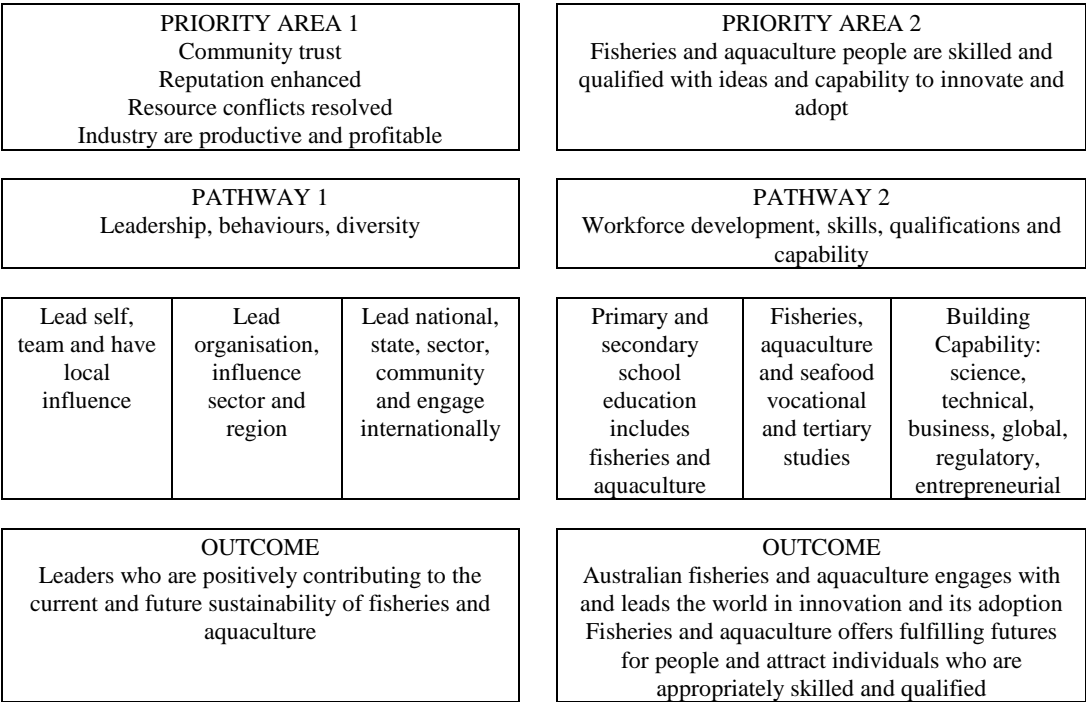 PRIORITY AREA 1
Community trust
Reputation enhanced
Resource conflicts resolved
Industry are productive and profitable
PRIORITY AREA 2
Fisheries and aquaculture people are skilled and
qualified with ideas and capability to innovate and
adopt
PATHWAY 1
Leadership, behaviours, diversity
PATHWAY 2
Workforce development, skills, qualifications and
capability
Lead self,
team and have
local
influence
Lead
organisation,
influence
sector and
region
Lead national,
state, sector,
community
and engage
internationally
Primary and
secondary
school
education
includes
fisheries and
aquaculture
Fisheries,
aquaculture
and seafood
vocational
and tertiary
studies
Building
Capability:
science,
technical,
business, global,
regulatory,
entrepreneurial
OUTCOME
Leaders who are positively contributing to the
current and future sustainability of fisheries and
aquaculture
OUTCOME
Australian fisheries and aquaculture engages with
and leads the world in innovation and its adoption
Fisheries and aquaculture offers fulfilling futures
for people and attract individuals who are
appropriately skilled and qualified